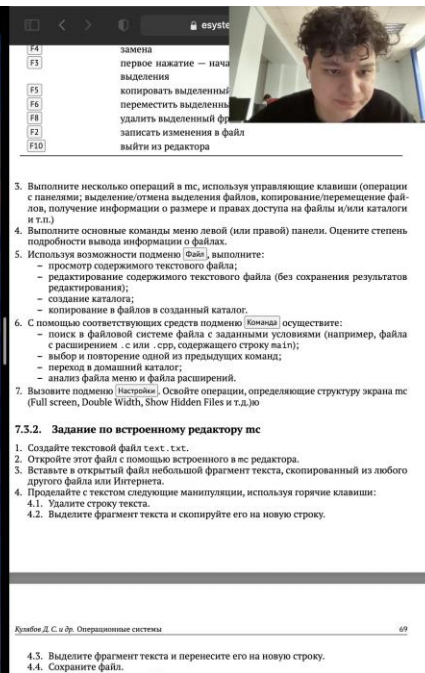 esyste
F4 замена
F3 первое нажатие — нача
выделения
F5 копировать выделенный
F6 переместить выделенны
F8 удалить выделенный фр
F2 записать изменения в файл
F10 выйти из редактора
3. Выполните несколько операций в mc, используя управляющие клавиши (операции
с панелями; выделение/отмена выделения файлов, копирование/перемещение фай-
лов, получение информации о размере и правах доступа на файлы и/или каталоги
и т.п.)
4. Выполните основные команды меню левой (или правой) панели. Оцените степень
подробности вывода информации о файлах.
5. Используя возможности подменю Файл , выполните:
– просмотр содержимого текстового файла;
– редактирование содержимого текстового файла (без сохранения результатов
редактирования);
– создание каталога;
– копирование в файлов в созданный каталог.
6. С помощью соответствующих средств подменю Команда осуществите:
– поиск в файловой системе файла с заданными условиями (например, файла
с расширением .c или .cpp, содержащего строку main);
– выбор и повторение одной из предыдущих команд;
– переход в домашний каталог;
– анализ файла меню и файла расширений.
7. Вызовите подменю Настройки . Освойте операции, определяющие структуру экрана mc
(Full screen, Double Width, Show Hidden Files и т.д.)ю
7.3.2. Задание по встроенному редактору mc
1. Создайте текстовой файл text.txt.
2. Откройте этот файл с помощью встроенного в mc редактора.
3. Вставьте в открытый файл небольшой фрагмент текста, скопированный из любого
другого файла или Интернета.
4. Проделайте с текстом следующие манипуляции, используя горячие клавиши:
4.1. Удалите строку текста.
4.2. Выделите фрагмент текста и скопируйте его на новую строку.
Кулябов Д. С. и др. Операционные системы 69
4.3. Выделите фрагмент текста и перенесите его на новую строку.
4.4. Сохраните файл.